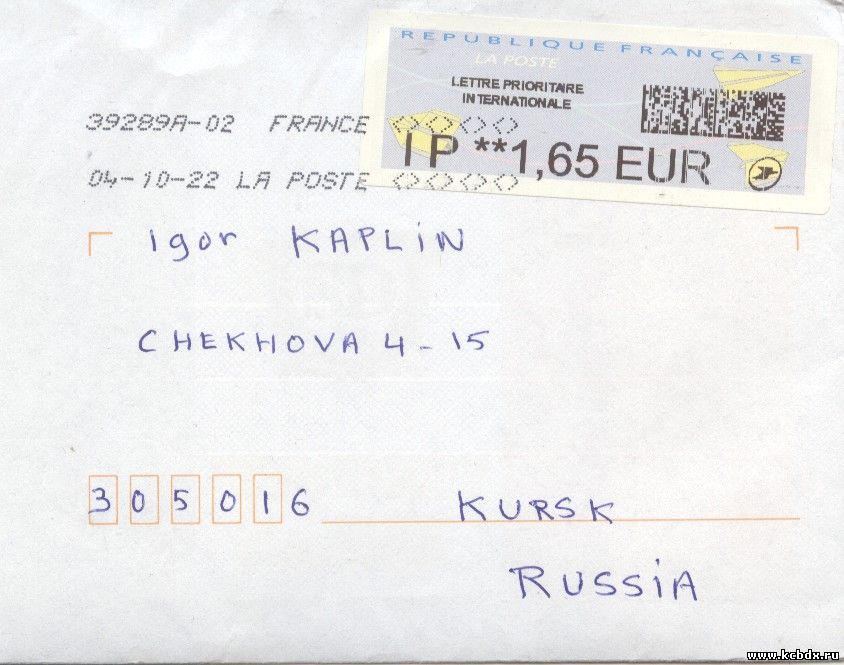 REPUBLIQUE FRANÇAISE
LA POSTE
LETTRE PRIORITAIRE
INTERNATIONALE
IP **1,65 EUR
39289A-02 FRANCE
04-10-22 LA POSTE
Igor KAPLIN
CHEKHOVA 4-15
305016 KURSK
RUSSIA
www.kcbdx.ru